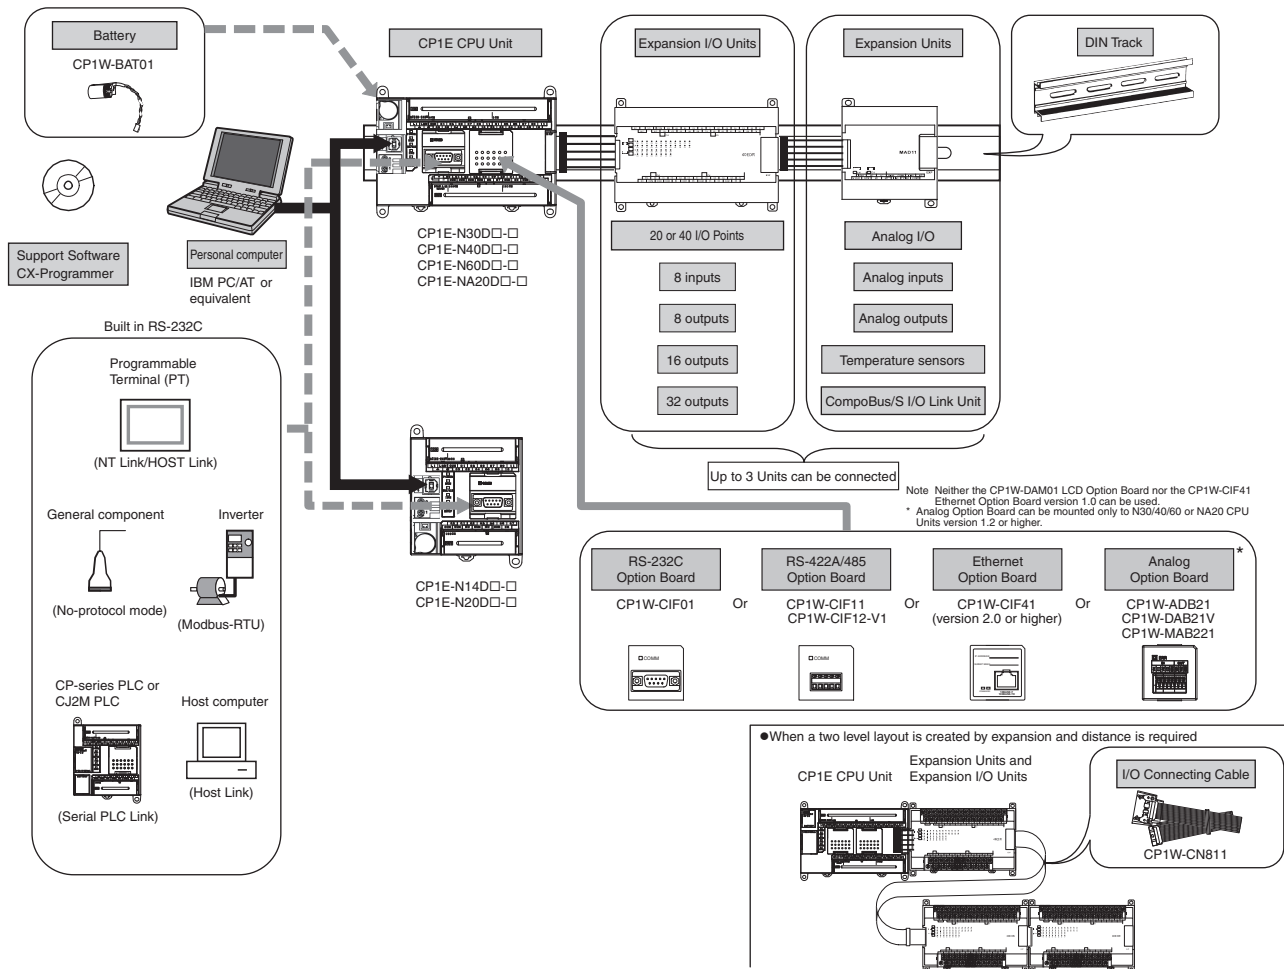 Battery
CP1W-BAT01
CP1E CPU Unit
Expansion I/O Units
Expansion Units
DIN Track
MAD11
Support Software
CX-Programmer
Personal computer
IBM PC/AT or
equivalent
CP1E-N30D□-□
CP1E-N40D□-□
CP1E-N60D□-□
CP1E-NA20D□-□
20 or 40 I/O Points
8 inputs
8 outputs
16 outputs
32 outputs
Analog I/O
Analog inputs
Analog outputs
Temperature sensors
CompoBus/S I/O Link Unit
Up to 3 Units can be connected
Built in RS-232C
Programmable
Terminal (PT)
(NT Link/HOST Link)
General component
(No-protocol mode)
Inverter
(Modbus-RTU)
CP-series PLC or
CJ2M PLC
(Serial PLC Link)
Host computer
(Host Link)
CP1E-N14D□-□
CP1E-N20D□-□
Note Neither the CP1W-DAM01 LCD Option Board nor the CP1W-CIF41
Ethernet Option Board version 1.0 can be used.
* Analog Option Board can be mounted only to N30/40/60 or NA20 CPU
Units version 1.2 or higher.
RS-232C
Option Board
CP1W-CIF01
COMM
Or
RS-422A/485
Option Board
CP1W-CIF11
CP1W-CIF12-V1
COMM
Or
Ethernet
Option Board
CP1W-CIF41
(version 2.0 or higher)
Or
Analog
Option Board
*
CP1W-ADB21
CP1W-DAB21V
CP1W-MAB221
●When a two level layout is created by expansion and distance is required
CP1E CPU Unit
Expansion Units and
Expansion I/O Units
I/O Connecting Cable
CP1W-CN811